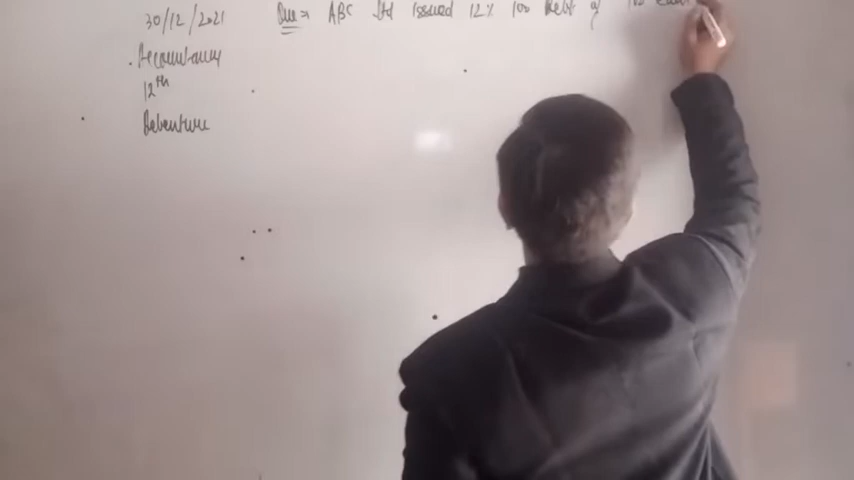 30/12/2021
Que⇒ ABC Ltd issued 12% 100 Debt of
Accountancy
12th
Debenture